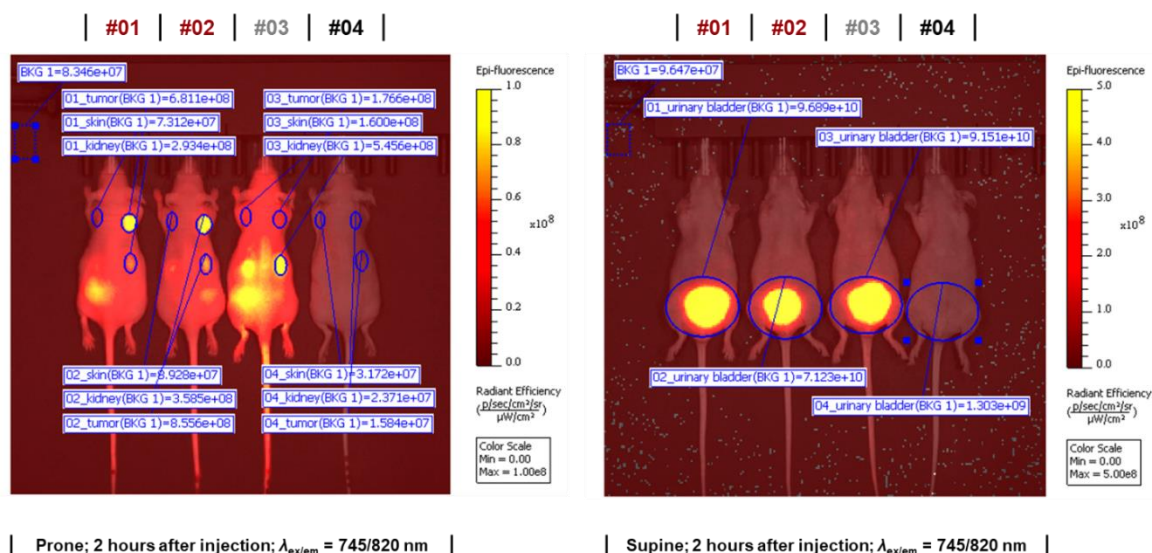 | #01 | #02 | #03 | #04 |
BKG 1=8.346e+07
01_tumor(BKG 1)=6.811e+08
03_tumor(BKG 1)=1.766e+08
01_skin(BKG 1)=7.312e+07
03_skin(BKG 1)=1.600e+08
01_kidney(BKG 1)=2.934e+08
03_kidney(BKG 1)=5.456e+08
02_skin(BKG 1)=8.928e+07
04_skin(BKG 1)=3.172e+07
02_kidney(BKG 1)=3.585e+08
04_kidney(BKG 1)=2.371e+07
02_tumor(BKG 1)=8.556e+08
04_tumor(BKG 1)=1.584e+07
Epi-fluorescence
1.0
0.8
0.6
x10⁸
0.4
0.2
0.0
Radiant Efficiency
(p/sec/cm²/sr / µW/cm²)
Color Scale
Min = 0.00
Max = 1.00e8
| Prone; 2 hours after injection; λex/em = 745/820 nm |
| #01 | #02 | #03 | #04 |
BKG 1=9.647e+07
01_urinary bladder(BKG 1)=9.689e+10
03_urinary bladder(BKG 1)=9.151e+10
02_urinary bladder(BKG 1)=7.123e+10
04_urinary bladder(BKG 1)=1.303e+09
Epi-fluorescence
5.0
4.0
3.0
x10⁸
2.0
1.0
0.0
Radiant Efficiency
(p/sec/cm²/sr / µW/cm²)
Color Scale
Min = 0.00
Max = 5.00e8
| Supine; 2 hours after injection; λex/em = 745/820 nm |